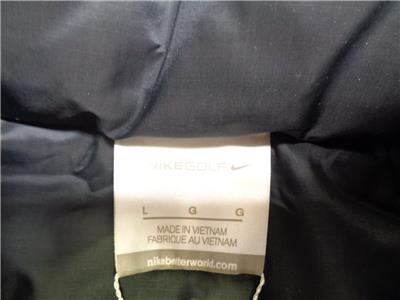 NIKEGOLF
L G G
MADE IN VIETNAM
FABRIQUE AU VIETNAM
nikebetterworld.com